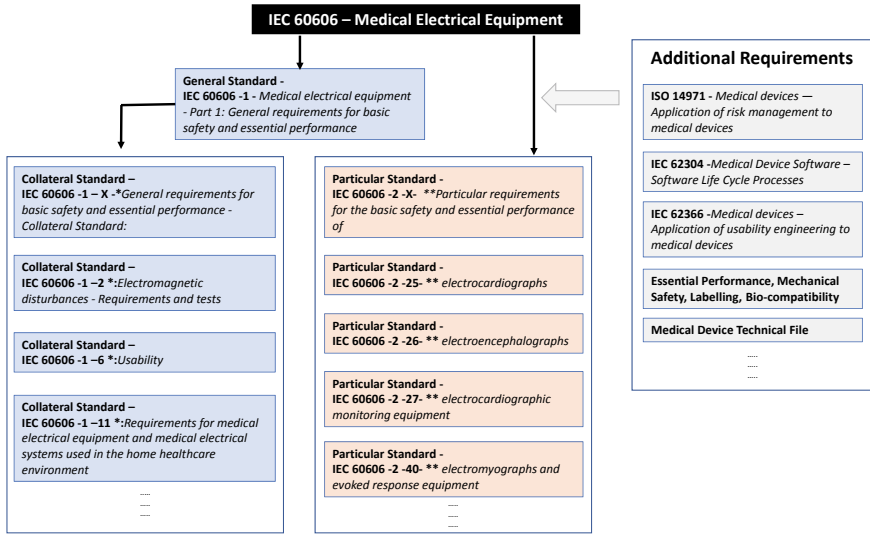 IEC 60606 – Medical Electrical Equipment
General Standard -
IEC 60606 -1 - Medical electrical equipment
- Part 1: General requirements for basic
safety and essential performance
Collateral Standard –
IEC 60606 -1 – X -*General requirements for
basic safety and essential performance -
Collateral Standard:
Collateral Standard –
IEC 60606 -1 –2 *:Electromagnetic
disturbances - Requirements and tests
Collateral Standard –
IEC 60606 -1 –6 *:Usability
Collateral Standard –
IEC 60606 -1 –11 *:Requirements for medical
electrical equipment and medical electrical
systems used in the home healthcare
environment
.....
.....
.....
Particular Standard -
IEC 60606 -2 -X- **Particular requirements
for the basic safety and essential performance
of
Particular Standard -
IEC 60606 -2 -25- ** electrocardiographs
Particular Standard -
IEC 60606 -2 -26- ** electroencephalographs
Particular Standard -
IEC 60606 -2 -27- ** electrocardiographic
monitoring equipment
Particular Standard -
IEC 60606 -2 -40- ** electromyographs and
evoked response equipment
.....
.....
.....
Additional Requirements
ISO 14971 - Medical devices —
Application of risk management to
medical devices
IEC 62304 -Medical Device Software –
Software Life Cycle Processes
IEC 62366 -Medical devices –
Application of usability engineering to
medical devices
Essential Performance, Mechanical
Safety, Labelling, Bio-compatibility
Medical Device Technical File
.....
.....
.....